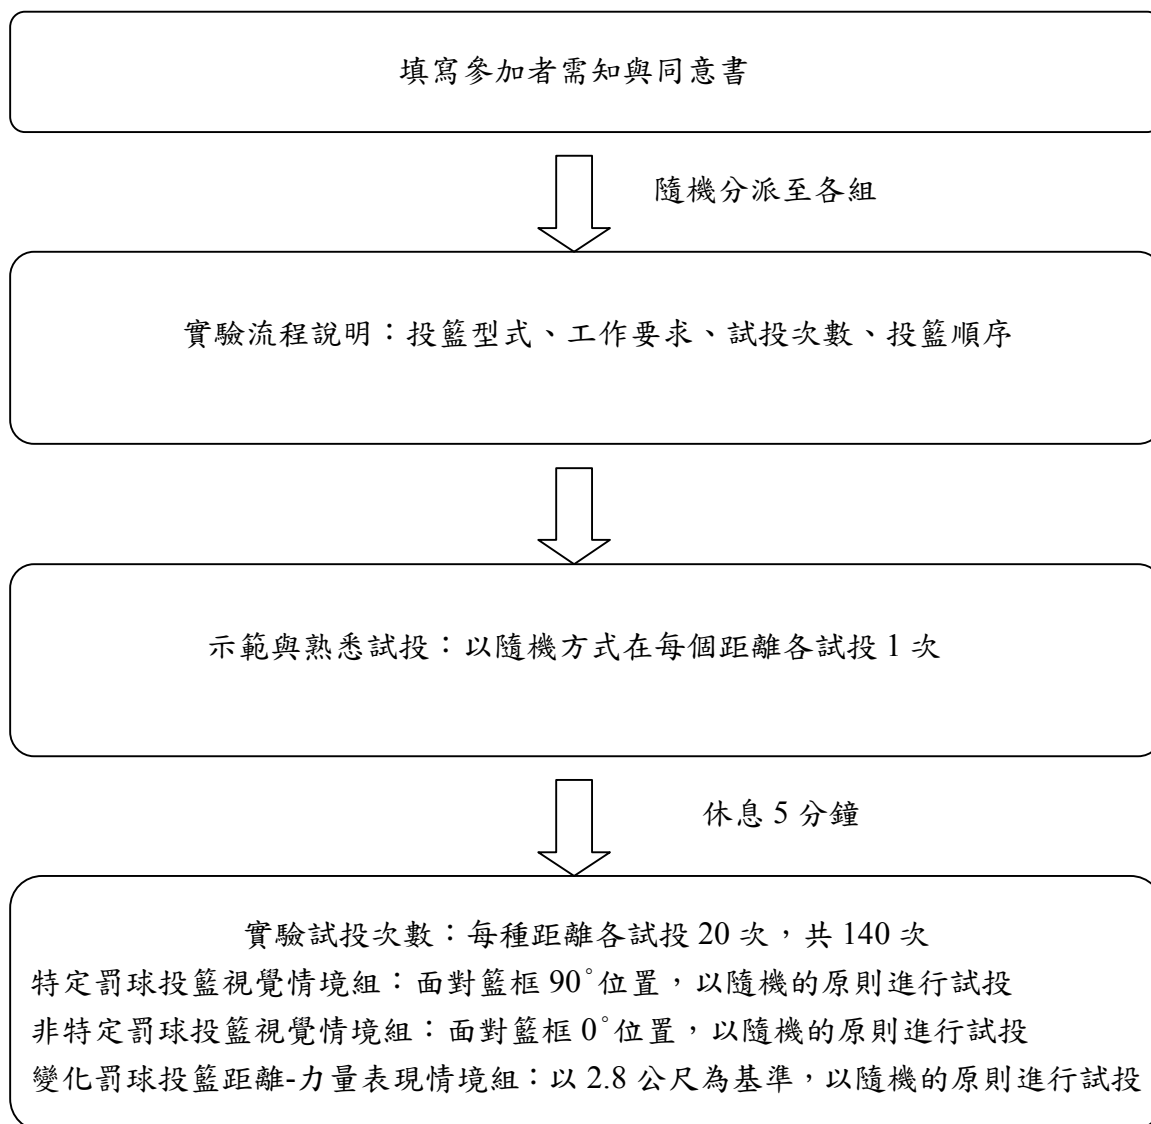 填寫參加者需知與同意書
隨機分派至各組
實驗流程說明：投籃型式、工作要求、試投次數、投籃順序
示範與熟悉試投：以隨機方式在每個距離各試投 1 次
休息 5 分鐘
實驗試投次數：每種距離各試投 20 次，共 140 次
特定罰球投籃視覺情境組：面對籃框 90°位置，以隨機的原則進行試投
非特定罰球投籃視覺情境組：面對籃框 0°位置，以隨機的原則進行試投
變化罰球投籃距離-力量表現情境組：以 2.8 公尺為基準，以隨機的原則進行試投